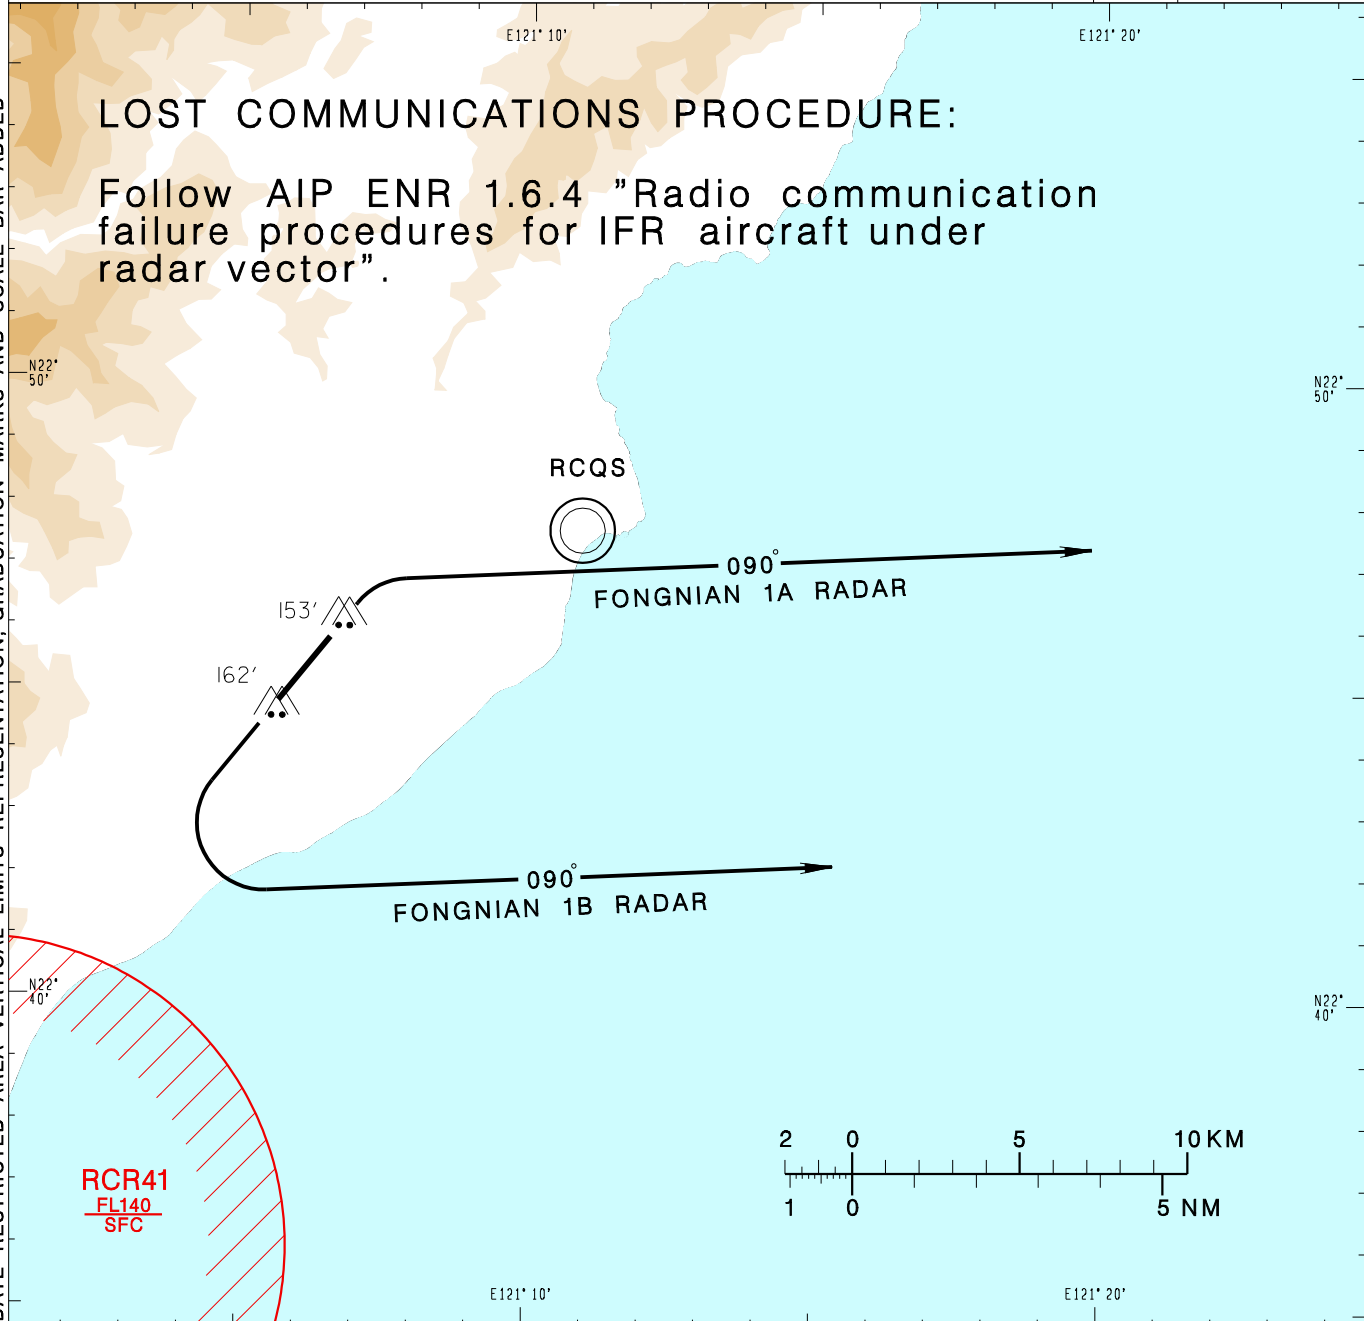 E121° 10'
E121° 20'
LOST COMMUNICATIONS PROCEDURE:
Follow AIP ENR 1.6.4 ”Radio communication
failure procedures for IFR aircraft under
radar vector”.
N22°
50'
N22°
50'
RCQS
090°
FONGNIAN 1A RADAR
153'
162'
090°
FONGNIAN 1B RADAR
N22°
40'
N22°
40'
RCR41
FL140
SFC
2 0 5 10 KM
1 0 5 NM
E121° 10'
E121° 20'